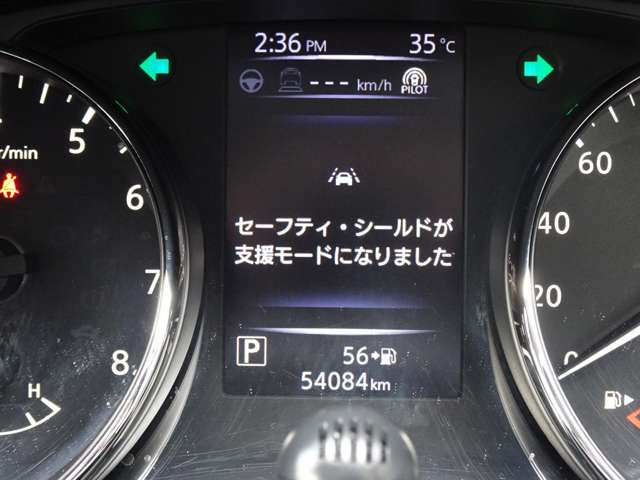 2:36 PM 35°C
--- km/h PILOT
5
r/min
6
7
8
H
セーフティ・シールドが
支援モードになりました
P 56
54084 km
60
40
20
0